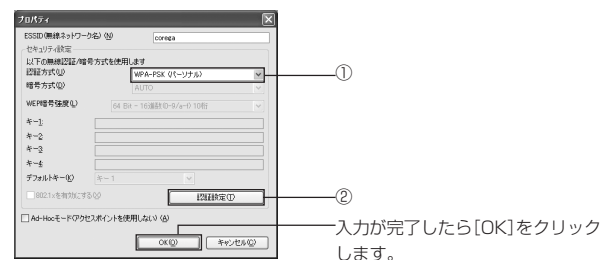 プロパティ
ESSID(無線ネットワーク名)(N)
corega
セキュリティ設定
以下の無線認証/暗号方式を使用します
認証方式(U)
WPA-PSK (パーソナル)
①
暗号方式(D)
AUTO
WEP暗号強度(L)
64 Bit - 16進数(0-9/a-f) 10桁
キー1:
キー2:
キー3:
キー4:
デフォルトキー(K)
キー 1
802.1xを有効にする(X)
認証設定(T)
②
Ad-Hocモード(アクセスポイントを使用しない) (A)
入力が完了したら[OK]をクリック
します。
OK(O)
キャンセル(C)